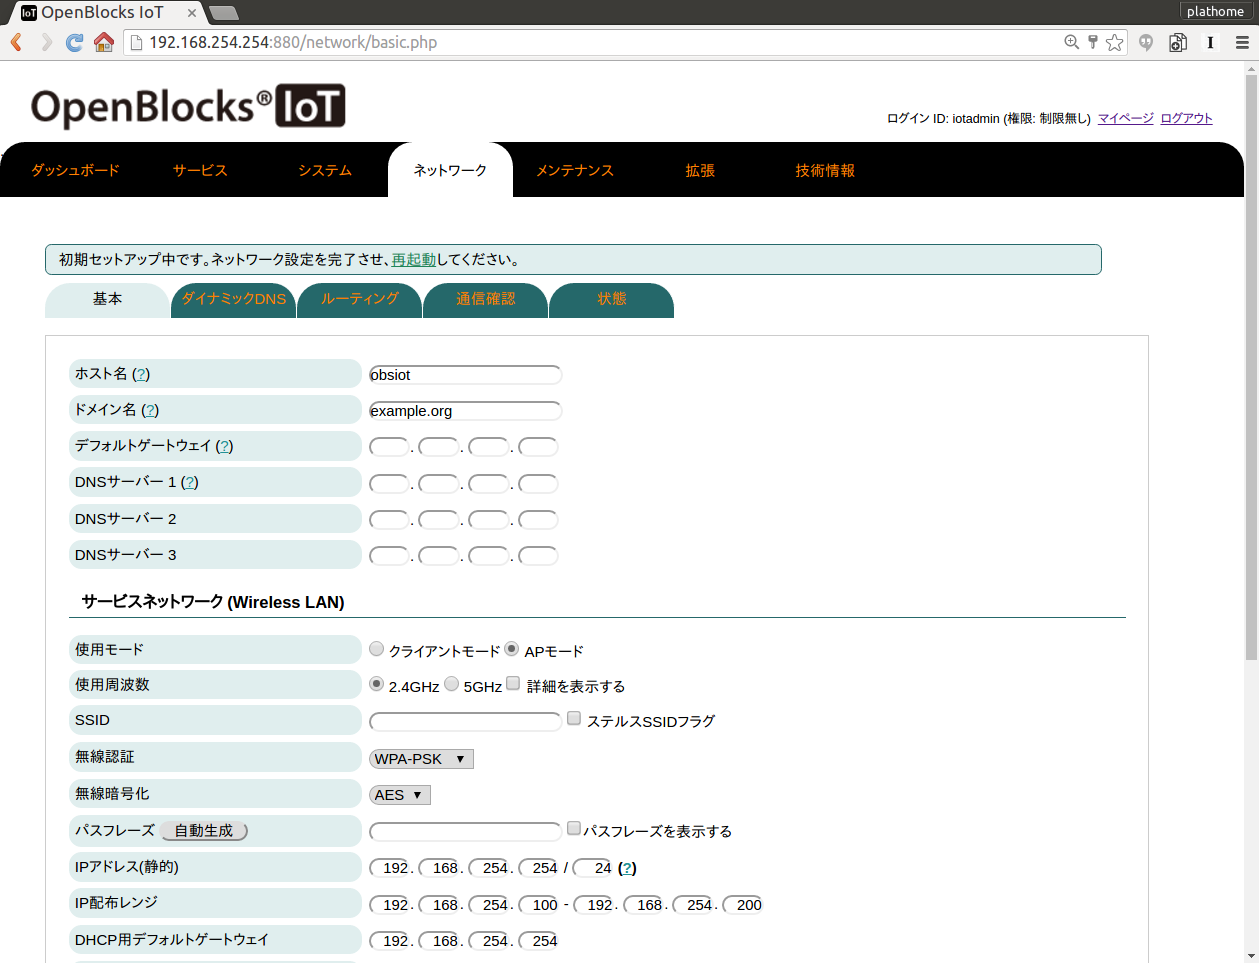 IoT OpenBlocks IoT ×
plathome
192.168.254.254:880/network/basic.php
OpenBlocks® IoT
ログイン ID: iotadmin (権限: 制限無し) マイページ ログアウト
ダッシュボード サービス システム ネットワーク メンテナンス 拡張 技術情報
初期セットアップ中です。ネットワーク設定を完了させ、再起動してください。
基本 ダイナミックDNS ルーティング 通信確認 状態
ホスト名 (?) obsiot
ドメイン名 (?) example.org
デフォルトゲートウェイ (?) . . .
DNSサーバー 1 (?) . . .
DNSサーバー 2 . . .
DNSサーバー 3 . . .
サービスネットワーク (Wireless LAN)
使用モード クライアントモード APモード
使用周波数 2.4GHz 5GHz 詳細を表示する
SSID ステルスSSIDフラグ
無線認証 WPA-PSK ▼
無線暗号化 AES ▼
パスフレーズ 自動生成 パスフレーズを表示する
IPアドレス(静的) 192. 168. 254. 254 / 24 (?)
IP配布レンジ 192. 168. 254. 100 - 192. 168. 254. 200
DHCP用デフォルトゲートウェイ 192. 168. 254. 254